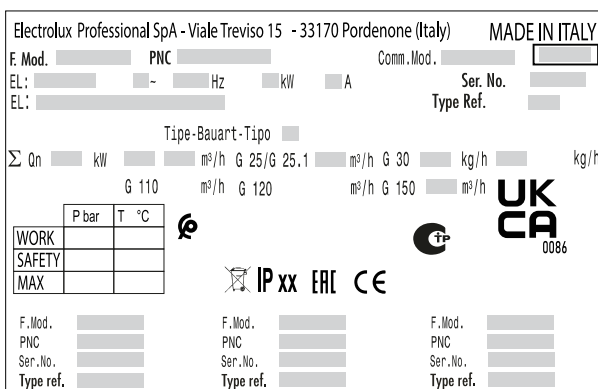 Electrolux Professional SpA - Viale Treviso 15 - 33170 Pordenone (Italy) MADE IN ITALY
F. Mod. PNC Comm.Mod.
EL: ~ Hz kW A Ser. No.
EL: Type Ref.
Tipe-Bauart-Tipo
Σ Qn kW m³/h G 25/G 25.1 m³/h G 30 kg/h kg/h
G 110 m³/h G 120 m³/h G 150 m³/h
UK
CA
0086
P bar T °C
WORK
SAFETY
MAX
IP xx EAC CE
F.Mod. F.Mod. F.Mod.
PNC PNC PNC
Ser.No. Ser.No. Ser.No.
Type ref. Type ref. Type ref.